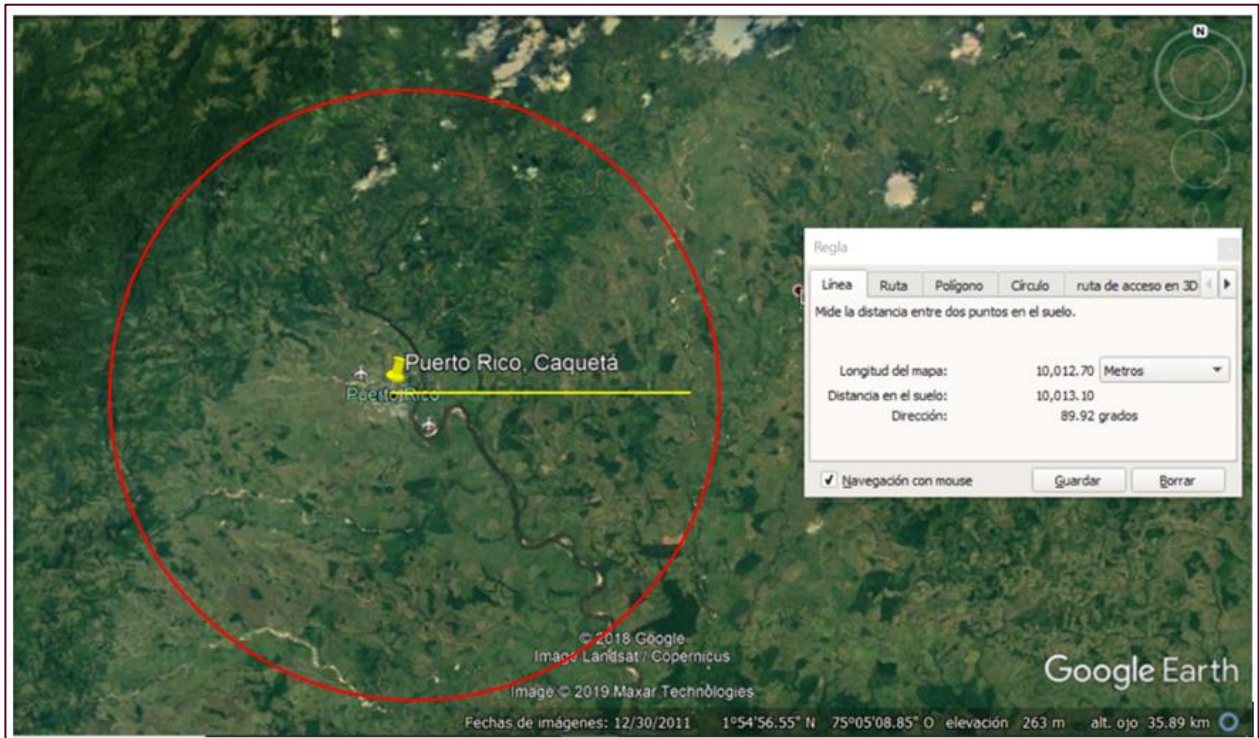 N
Regla
Línea Ruta Polígono Círculo ruta de acceso en 3D
Mide la distancia entre dos puntos en el suelo.
Longitud del mapa: 10,012.70 Metros
Distancia en el suelo: 10,013.10
Dirección: 89.92 grados
Navegación con mouse Guardar Borrar
Puerto Rico, Caquetá
Puerto Rico
© 2018 Google
Image Landsat / Copernicus
Image © 2019 Maxar Technologies
Google Earth
Fechas de imágenes: 12/30/2011 1°54'56.55" N 75°05'08.85" O elevación 263 m alt. ojo 35.89 km